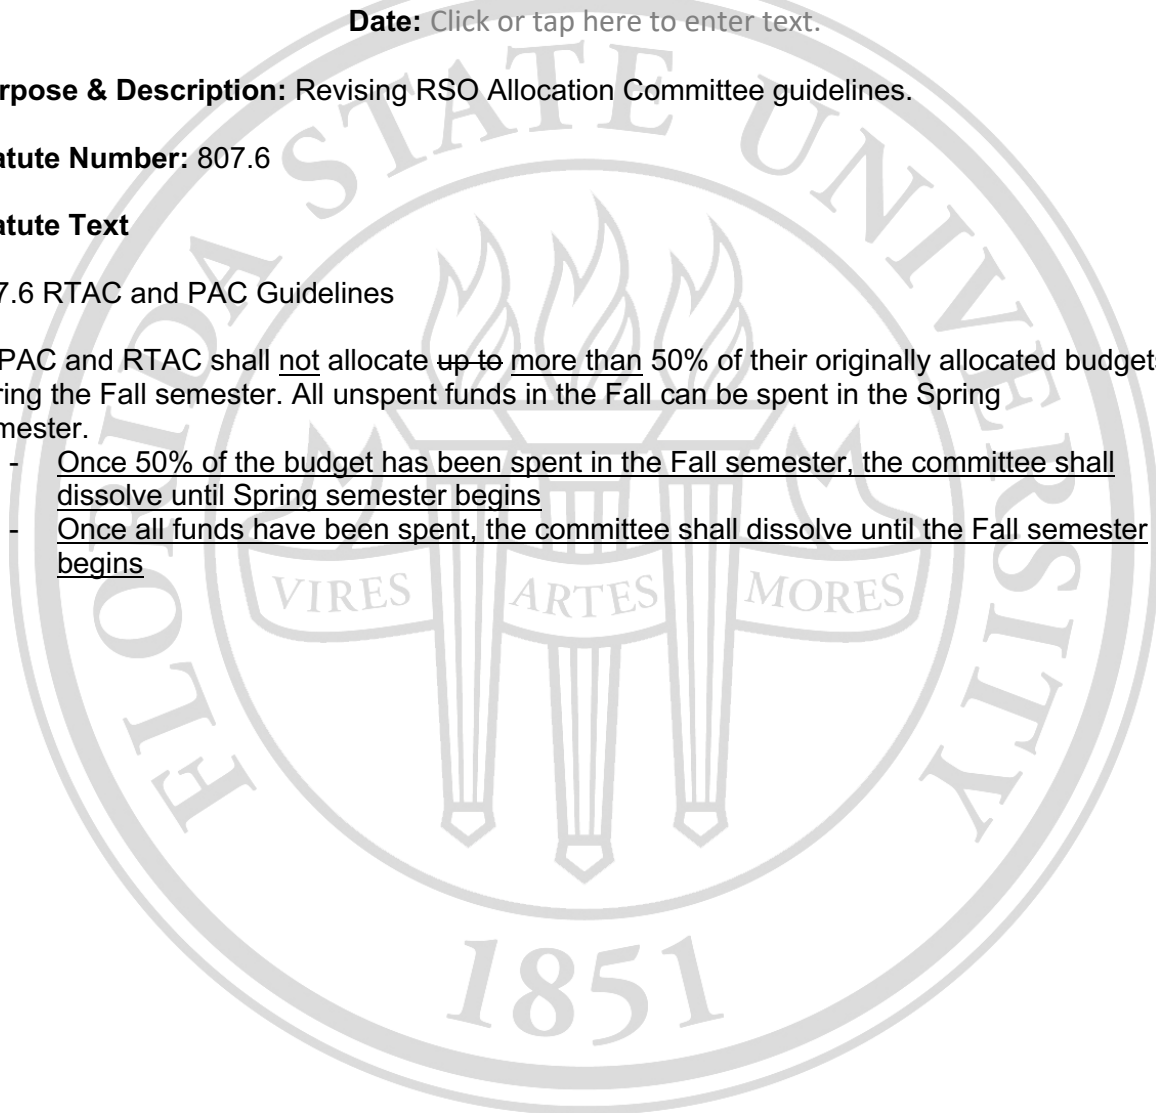 Date: Click or tap here to enter text.
rpose & Description: Revising RSO Allocation Committee guidelines.
atute Number: 807.6
atute Text
7.6 RTAC and PAC Guidelines
PAC and RTAC shall not allocate up to more than 50% of their originally allocated budgets
ring the Fall semester. All unspent funds in the Fall can be spent in the Spring
mester.
- Once 50% of the budget has been spent in the Fall semester, the committee shall
dissolve until Spring semester begins
- Once all funds have been spent, the committee shall dissolve until the Fall semester
begins
FLORIDA STATE UNIVERSITY
VIRES ARTES MORES
1851